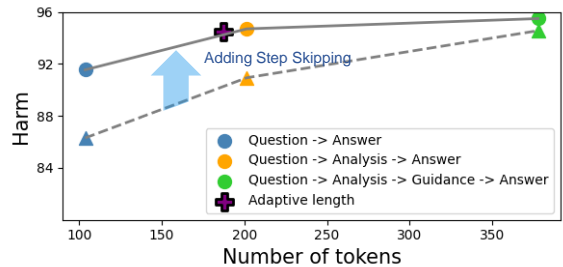 96
92
88
84
Harm
Adding Step Skipping
Question -> Answer
Question -> Analysis -> Answer
Question -> Analysis -> Guidance -> Answer
Adaptive length
100 150 200 250 300 350
Number of tokens